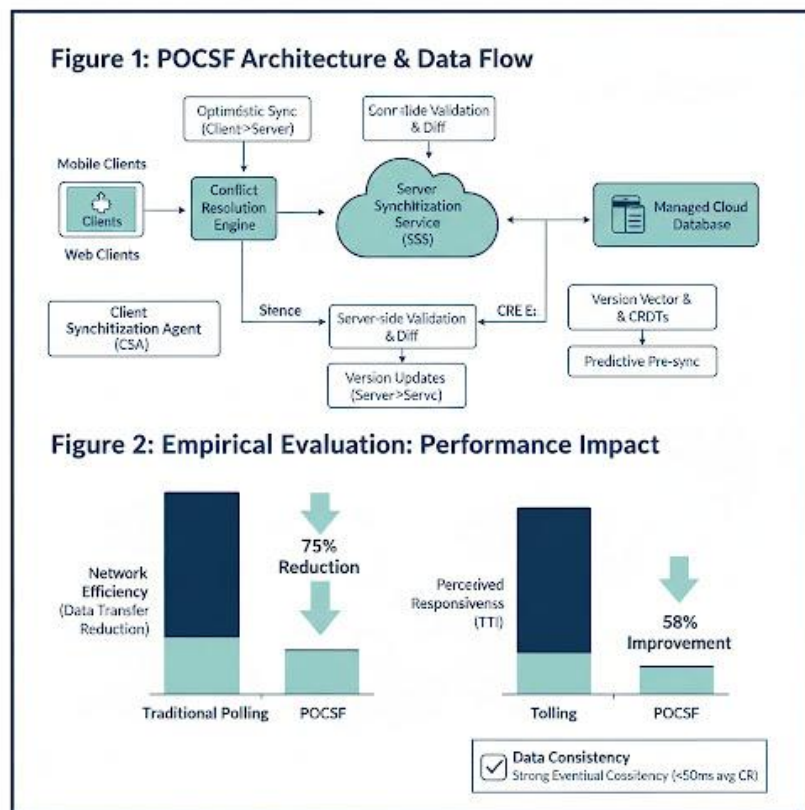 Figure 1: POCSF Architecture & Data Flow
Optimistic Sync
(Client>Server)
Validation
& Diff
Mobile Clients
Clients
Web Clients
Conflict
Resolution
Engine
Server
Synchitization
Service
(SSS)
Managed Cloud
Database
Client
Synchitization Agent
(CSA)
Stence
Server-side Validation
& Diff
CRE E:
Version Vector &
& CRDTs
Version Updates
(Server>Servc)
Predictive Pre-sync
Figure 2: Empirical Evaluation: Performance Impact
Network
Efficiency
(Data Transfer
Reduction)
75%
Reduction
Traditional Polling
POCSF
Perceived
Responsivenss
(TTI)
58%
Improvement
Tolling
POCSF
Data Consistency
Strong Eventiual Cossitency (<50ms avg CR)